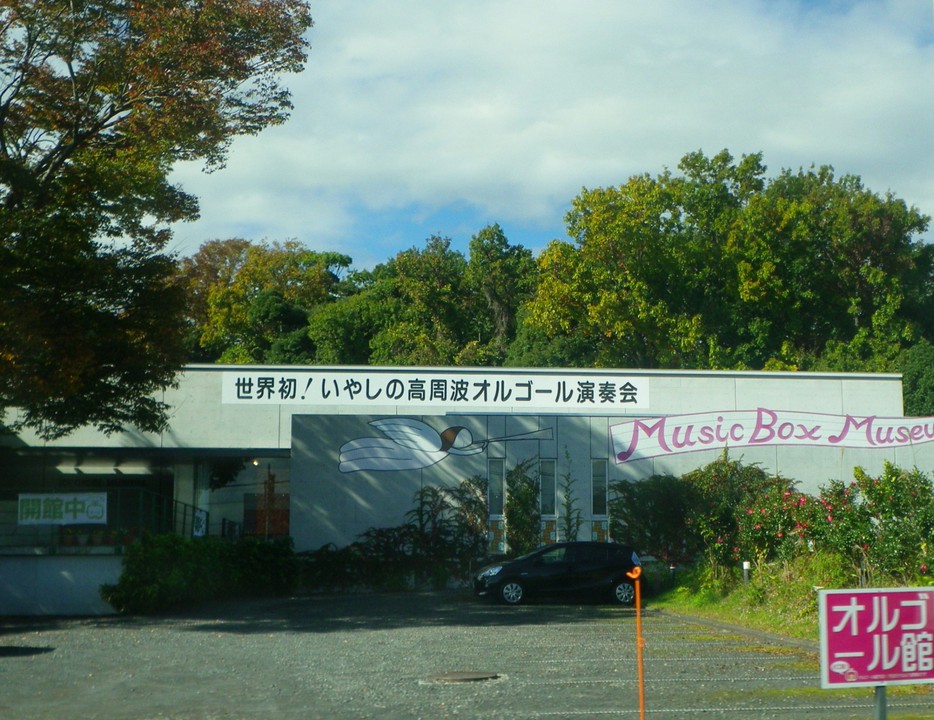 世界初！いやしの高周波オルゴール演奏会
Music Box Museu
開館中
オルゴ
ール館